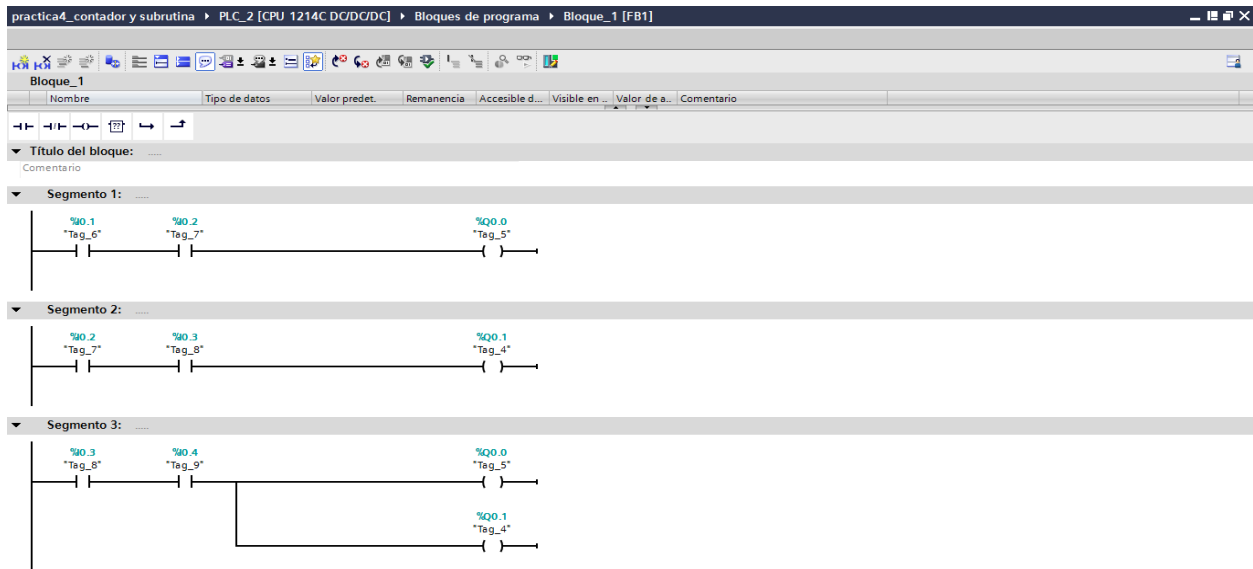 practica4_contador y subrutina ▸ PLC_2 [CPU 1214C DC/DC/DC] ▸ Bloques de programa ▸ Bloque_1 [FB1]
Bloque_1
Nombre Tipo de datos Valor predet. Remanencia Accesible d... Visible en .. Valor de a.. Comentario
??
Título del bloque: .....
Comentario
Segmento 1: .....
%I0.1 %I0.2 %Q0.0
"Tag_6" "Tag_7" "Tag_5"
Segmento 2: .....
%I0.2 %I0.3 %Q0.1
"Tag_7" "Tag_8" "Tag_4"
Segmento 3: .....
%I0.3 %I0.4 %Q0.0
"Tag_8" "Tag_9" "Tag_5"
%Q0.1
"Tag_4"